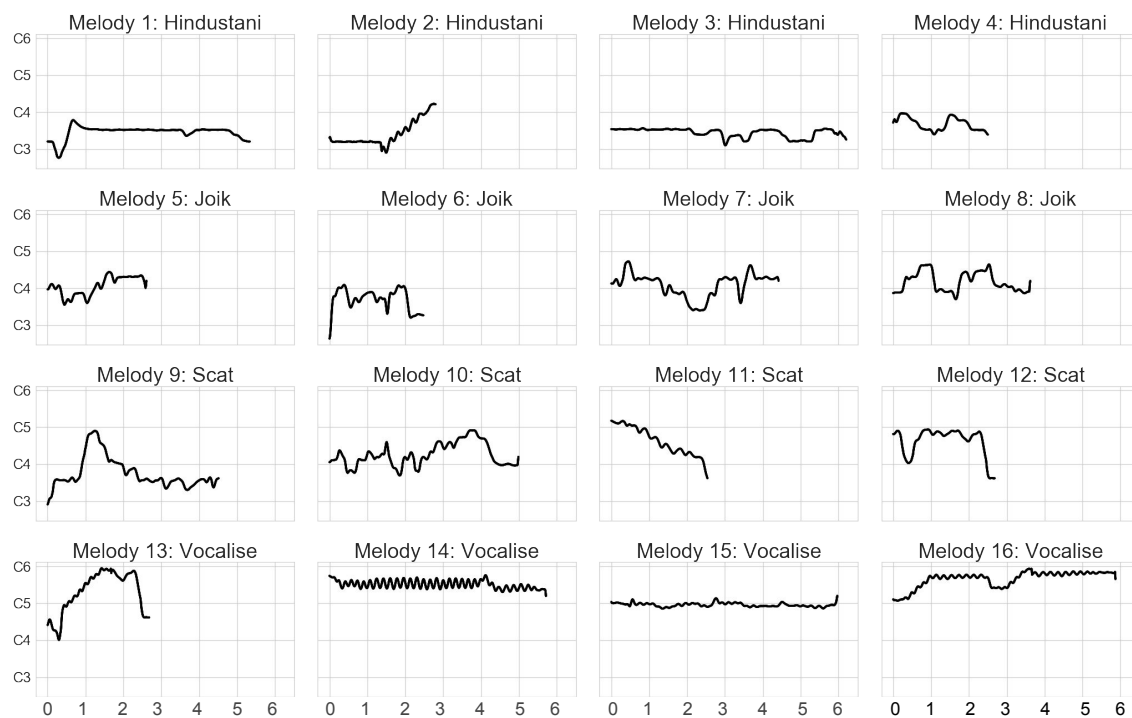 Melody 1: Hindustani Melody 2: Hindustani Melody 3: Hindustani Melody 4: Hindustani
C6
C5
C4
C3
Melody 5: Joik Melody 6: Joik Melody 7: Joik Melody 8: Joik
C6
C5
C4
C3
Melody 9: Scat Melody 10: Scat Melody 11: Scat Melody 12: Scat
C6
C5
C4
C3
Melody 13: Vocalise Melody 14: Vocalise Melody 15: Vocalise Melody 16: Vocalise
C6
C5
C4
C3
0 1 2 3 4 5 6 0 1 2 3 4 5 6 0 1 2 3 4 5 6 0 1 2 3 4 5 6